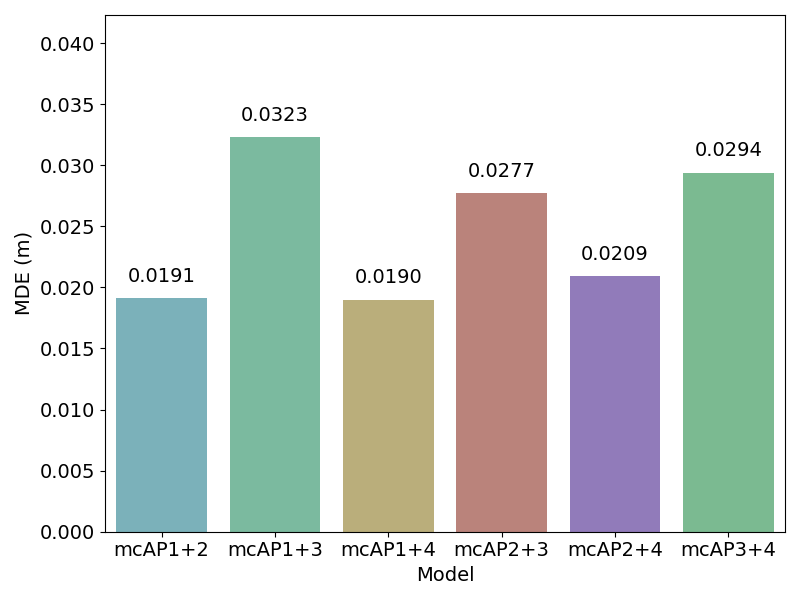 0.040
0.035
0.030
0.025
0.020
0.015
0.010
0.005
0.000
MDE (m)
0.0191
0.0323
0.0190
0.0277
0.0209
0.0294
mcAP1+2
mcAP1+3
mcAP1+4
mcAP2+3
mcAP2+4
mcAP3+4
Model